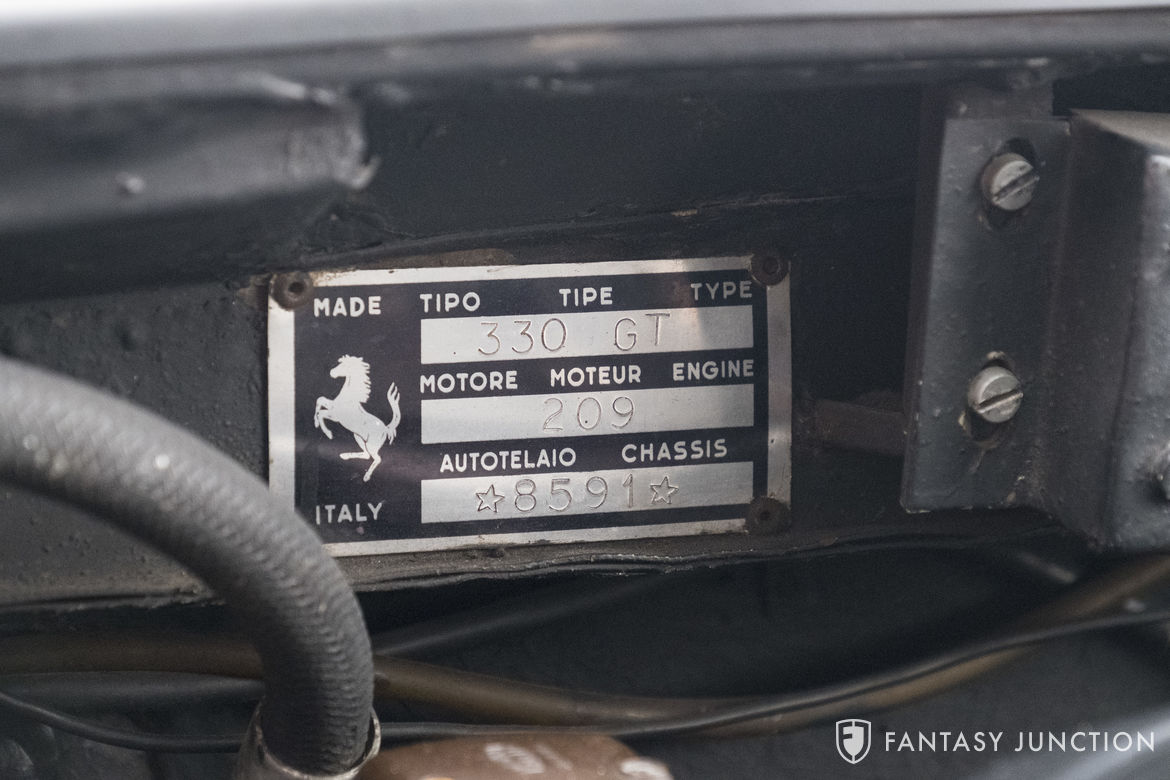 MADE TIPO TIPE TYPE
330 GT
MOTORE MOTEUR ENGINE
209
AUTOTELAIO CHASSIS
☆8591☆
ITALY
FANTASY JUNCTION